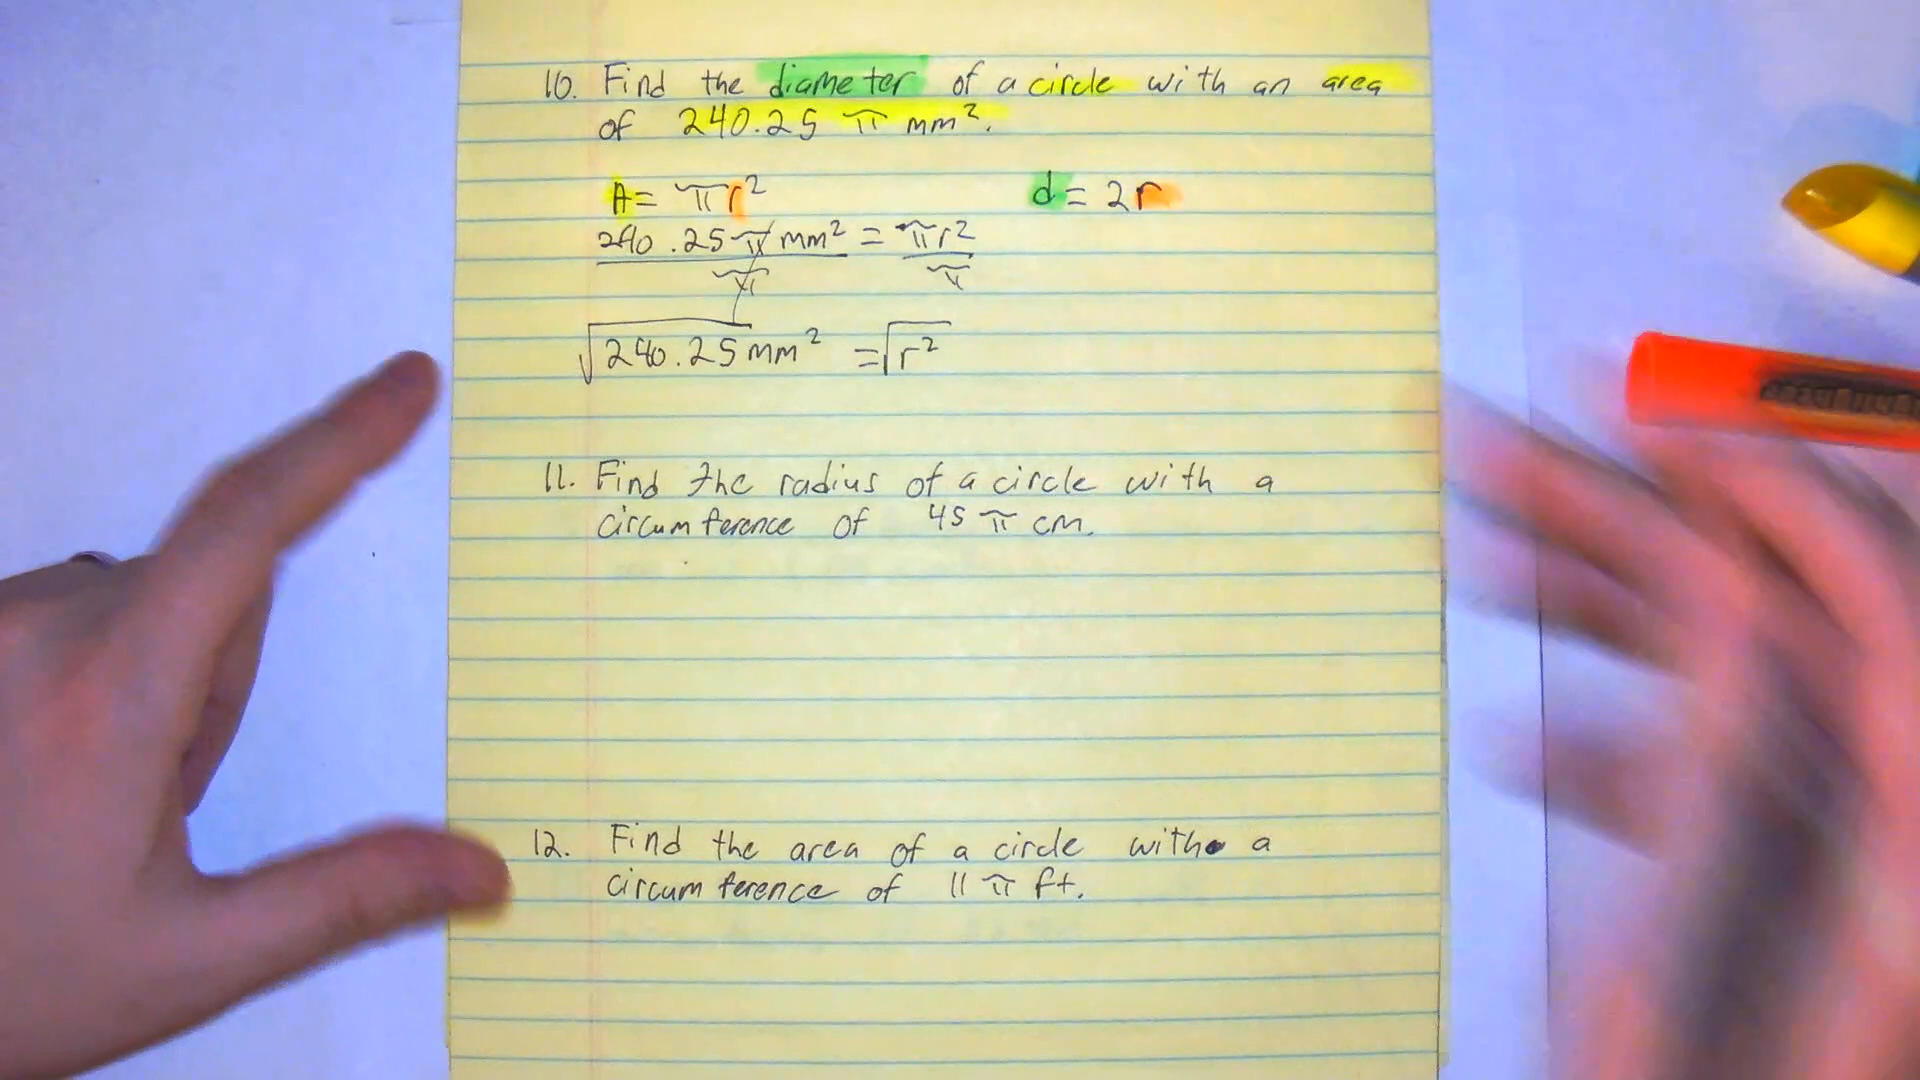 10. Find the diameter of a circle with an area
of 240.25 π mm².
A = πr² d = 2r
240.25 π mm² = πr²
π π
√240.25 mm² = √r²
11. Find the radius of a circle with a
circumference of 45 π cm.
12. Find the area of a circle with a
circumference of 11 π ft.